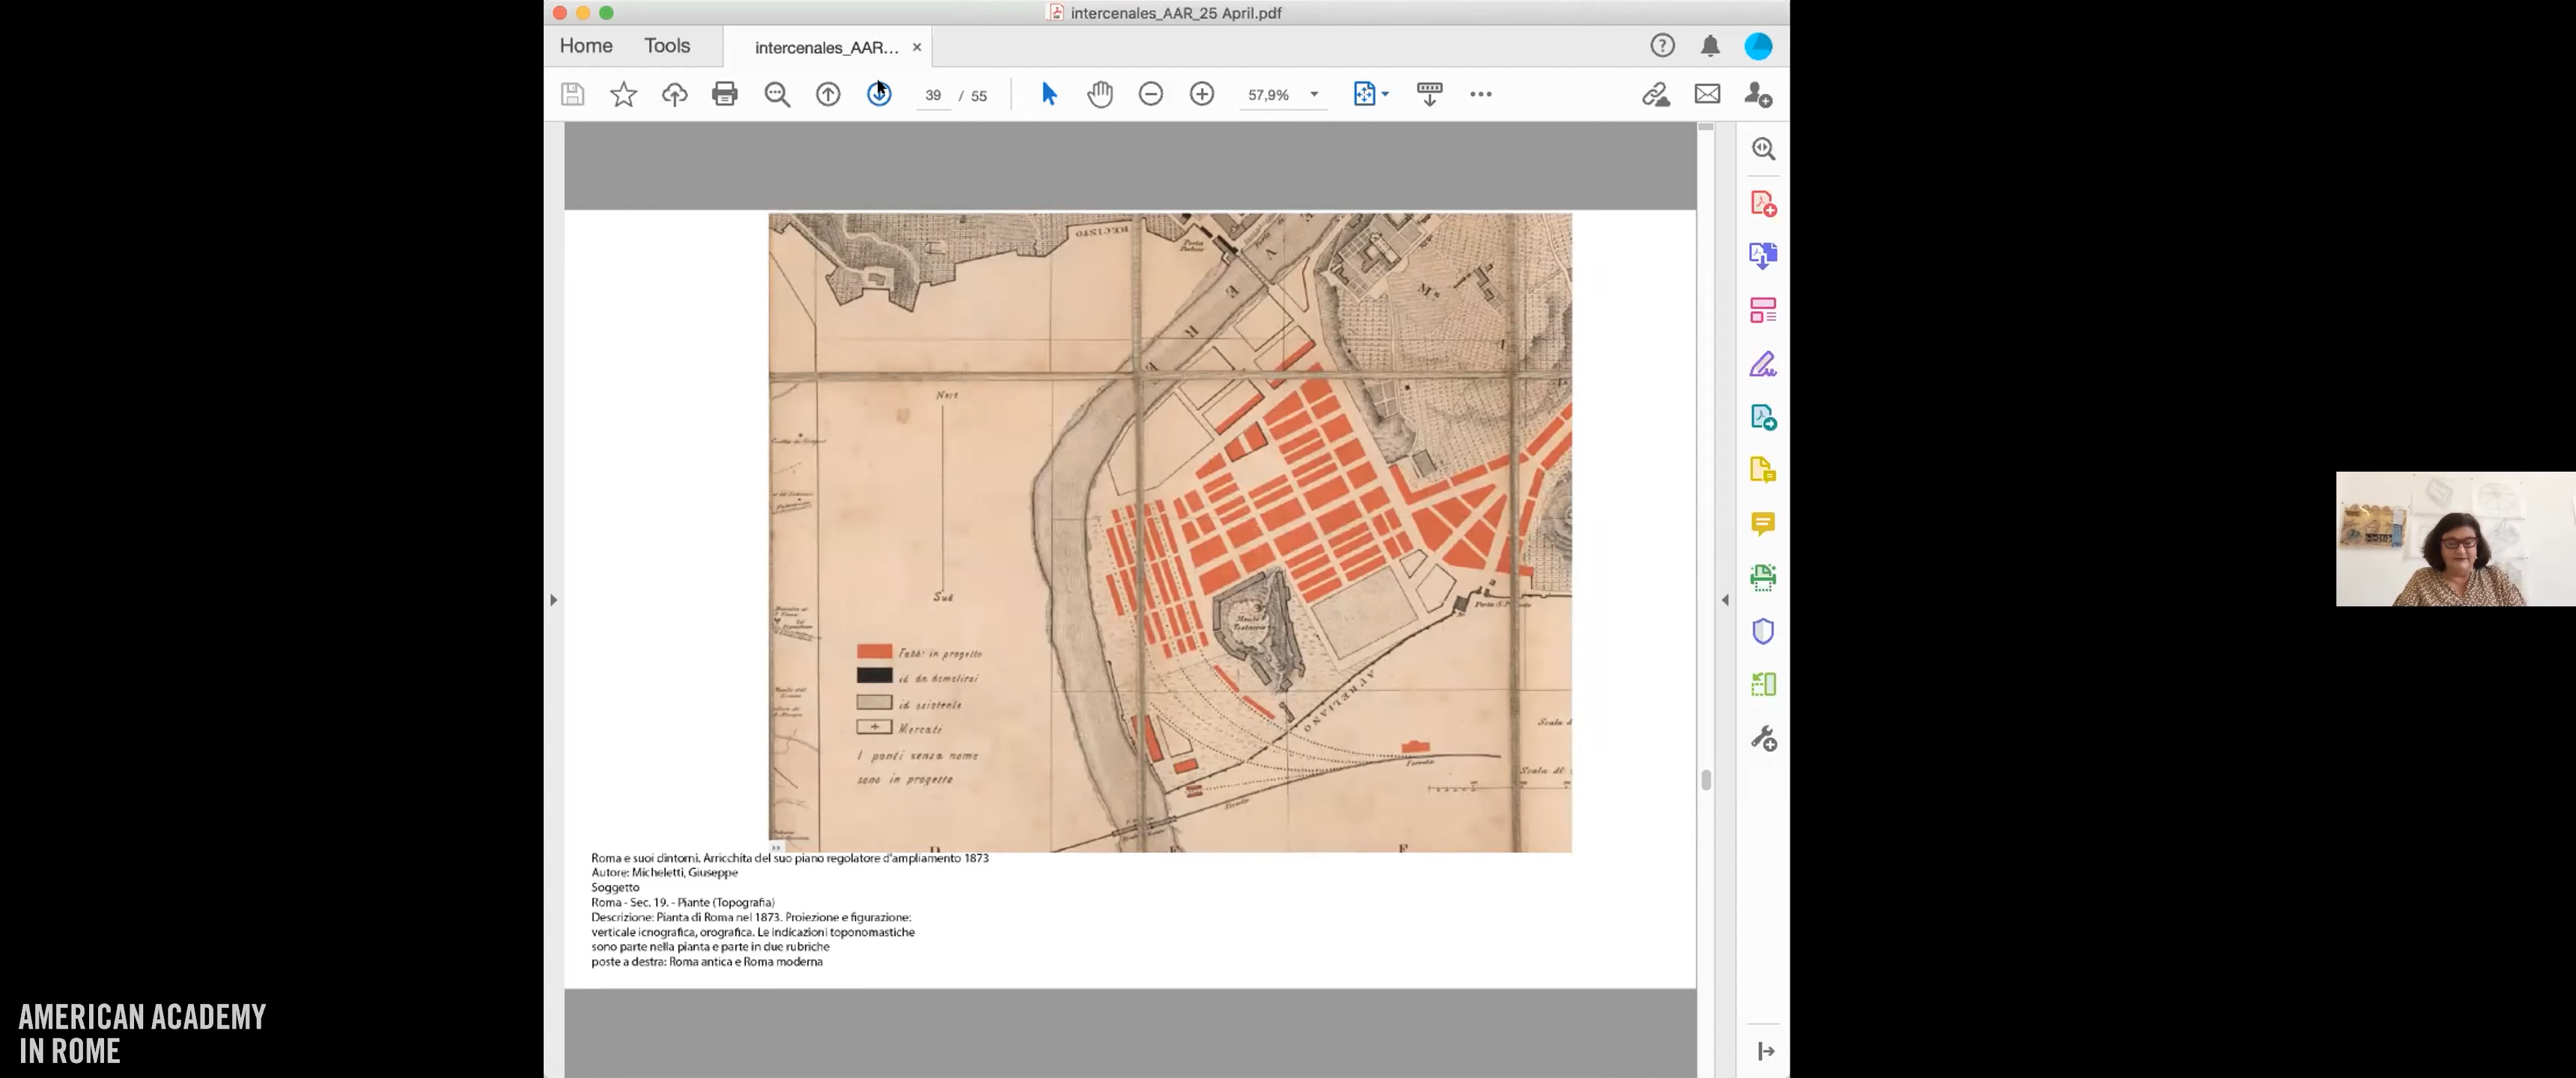 intercenales_AAR_25 April.pdf
Home
Tools
intercenales_AAR...
39 / 55
57,9%
RECINTO
Nord
Sud
Fabb: in progetto
id da demolirsi
id esistente
Mercati
I ponti senza nome
sono in progetto
Monte
Testaccio
AURELIANO
Roma e suoi dintorni. Arricchita del suo piano regolatore d'ampliamento 1873
Autore: Micheletti, Giuseppe
Soggetto
Roma - Sec. 19. - Piante (Topografia)
Descrizione: Pianta di Roma nel 1873. Proiezione e figurazione:
verticale icnografica, orografica. Le indicazioni toponomastiche
sono parte nella pianta e parte in due rubriche
poste a destra: Roma antica e Roma moderna
AMERICAN ACADEMY
IN ROME